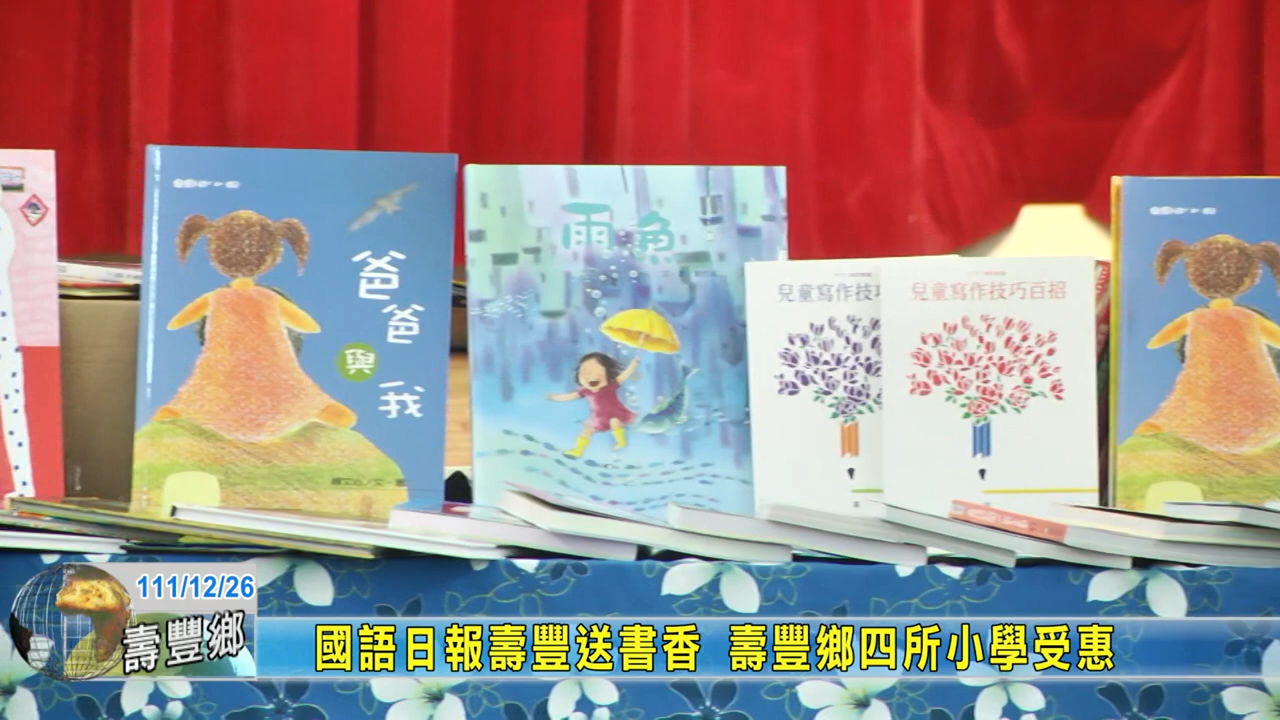 爸爸
與
我
雨魚
兒童寫作技巧
兒童寫作技巧百招
111/12/26
壽豐鄉
國語日報壽豐送書香 壽豐鄉四所小學受惠